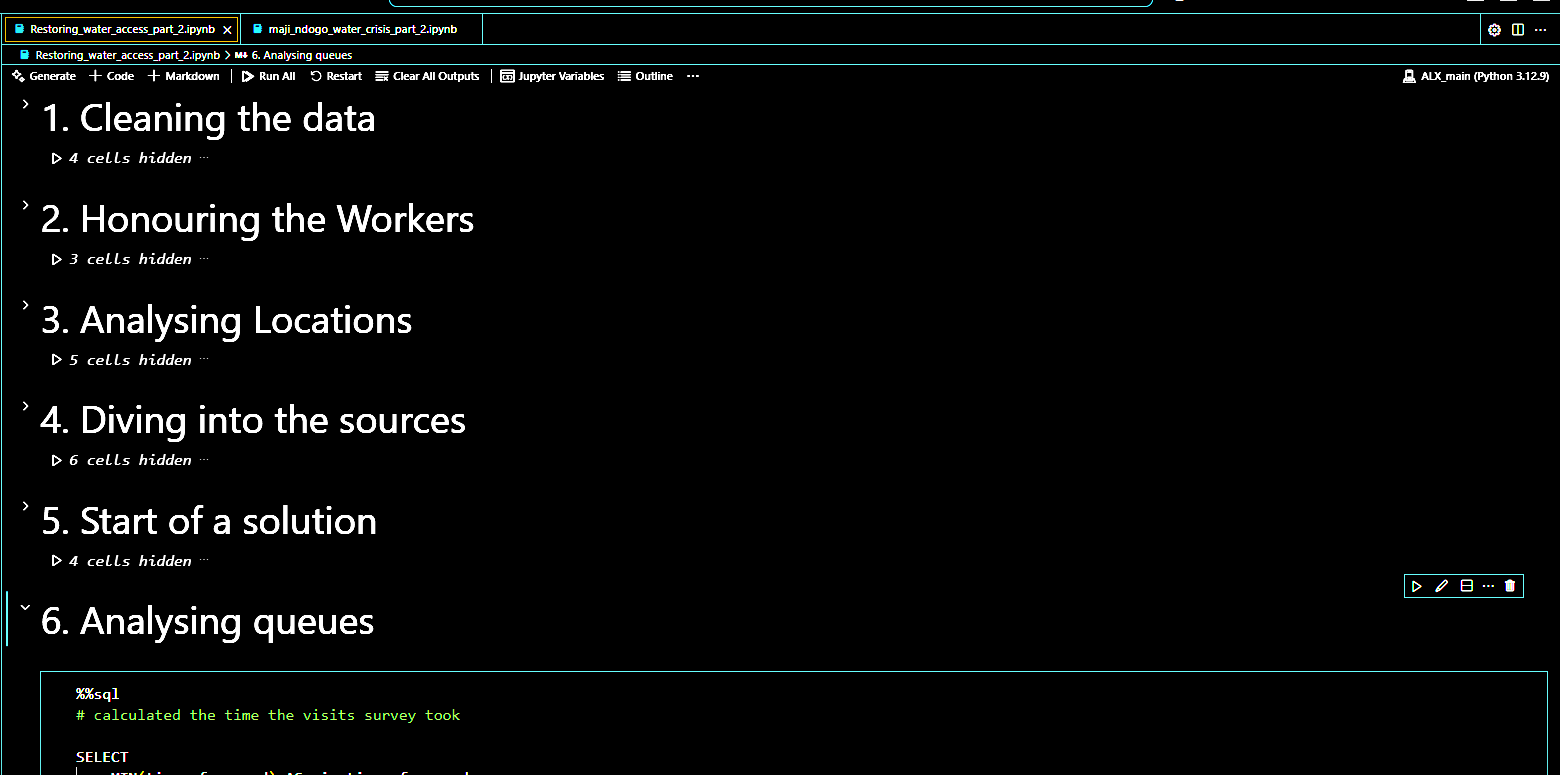 Restoring_water_access_part_2.ipynb
maji_ndogo_water_crisis_part_2.ipynb
Restoring_water_access_part_2.ipynb > M↓ 6. Analysing queues
Generate + Code + Markdown | Run All Restart Clear All Outputs | Jupyter Variables Outline ...
ALX_main (Python 3.12.9)
1. Cleaning the data
4 cells hidden ...
2. Honouring the Workers
3 cells hidden ...
3. Analysing Locations
5 cells hidden ...
4. Diving into the sources
6 cells hidden ...
5. Start of a solution
4 cells hidden ...
6. Analysing queues
%%sql
# calculated the time the visits survey took
SELECT